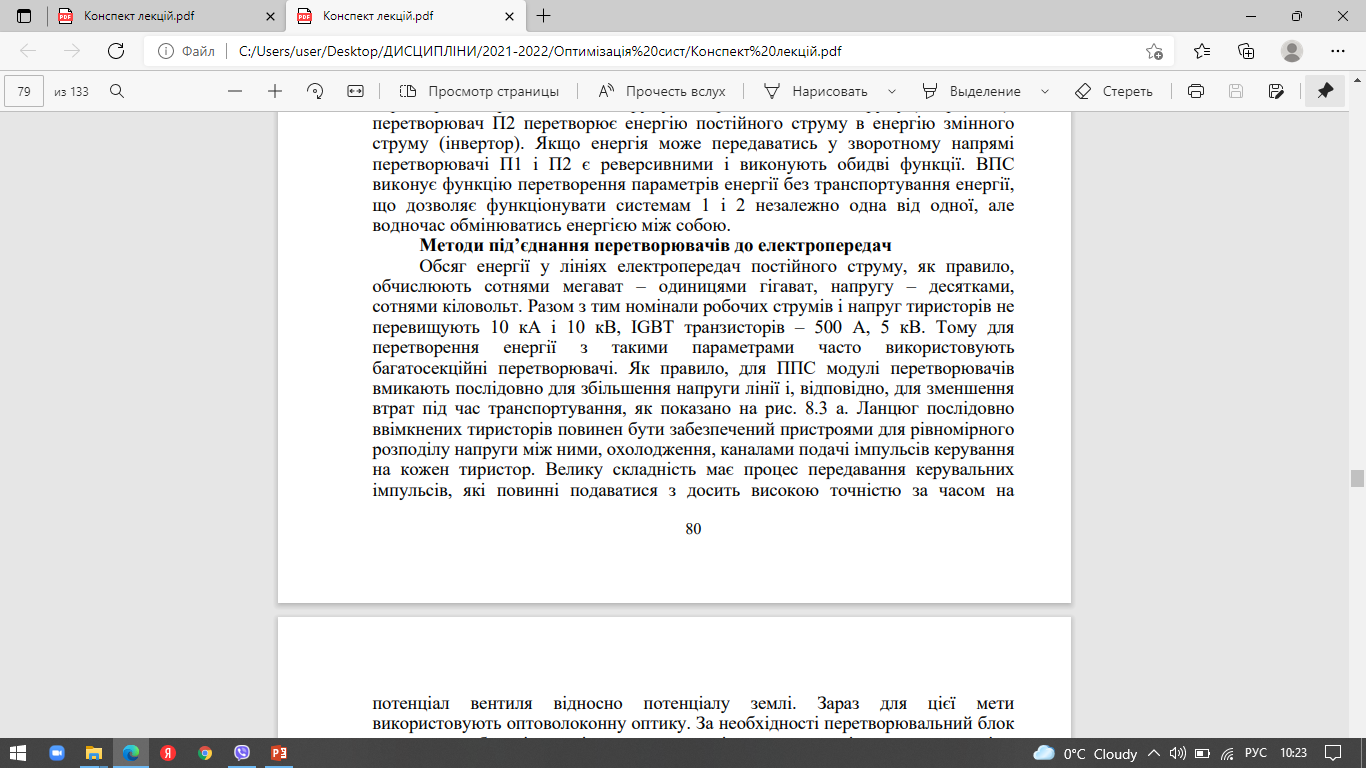 Конспект лекцій.pdf
Конспект лекцій.pdf
Файл
C:/Users/user/Desktop/ДИСЦИПЛІНИ/2021-2022/Оптимізація%20сист/Конспект%20лекцій.pdf
79 из 133
Просмотр страницы
Прочесть вслух
Нарисовать
Выделение
Стереть
перетворювач П2 перетворює енергію постійного струму в енергію змінного
струму (інвертор). Якщо енергія може передаватись у зворотному напрямі
перетворювачі П1 і П2 є реверсивними і виконують обидві функції. ВПС
виконує функцію перетворення параметрів енергії без транспортування енергії,
що дозволяє функціонувати системам 1 і 2 незалежно одна від одної, але
водночас обмінюватись енергією між собою.
Методи під’єднання перетворювачів до електропередач
Обсяг енергії у лініях електропередач постійного струму, як правило,
обчислюють сотнями мегават – одиницями гігават, напругу – десятками,
сотнями кіловольт. Разом з тим номінали робочих струмів і напруг тиристорів не
перевищують 10 кА і 10 кВ, IGBT транзисторів – 500 А, 5 кВ. Тому для
перетворення енергії з такими параметрами часто використовують
багатосекційні перетворювачі. Як правило, для ППС модулі перетворювачів
вмикають послідовно для збільшення напруги лінії і, відповідно, для зменшення
втрат під час транспортування, як показано на рис. 8.3 а. Ланцюг послідовно
ввімкнених тиристорів повинен бути забезпечений пристроями для рівномірного
розподілу напруги між ними, охолодження, каналами подачі імпульсів керування
на кожен тиристор. Велику складність має процес передавання керувальних
імпульсів, які повинні подаватися з досить високою точністю за часом на
80
потенціал вентиля відносно потенціалу землі. Зараз для цієї мети
використовують оптоволоконну оптику. За необхідності перетворювальний блок
0°C Cloudy
РУС
10:23